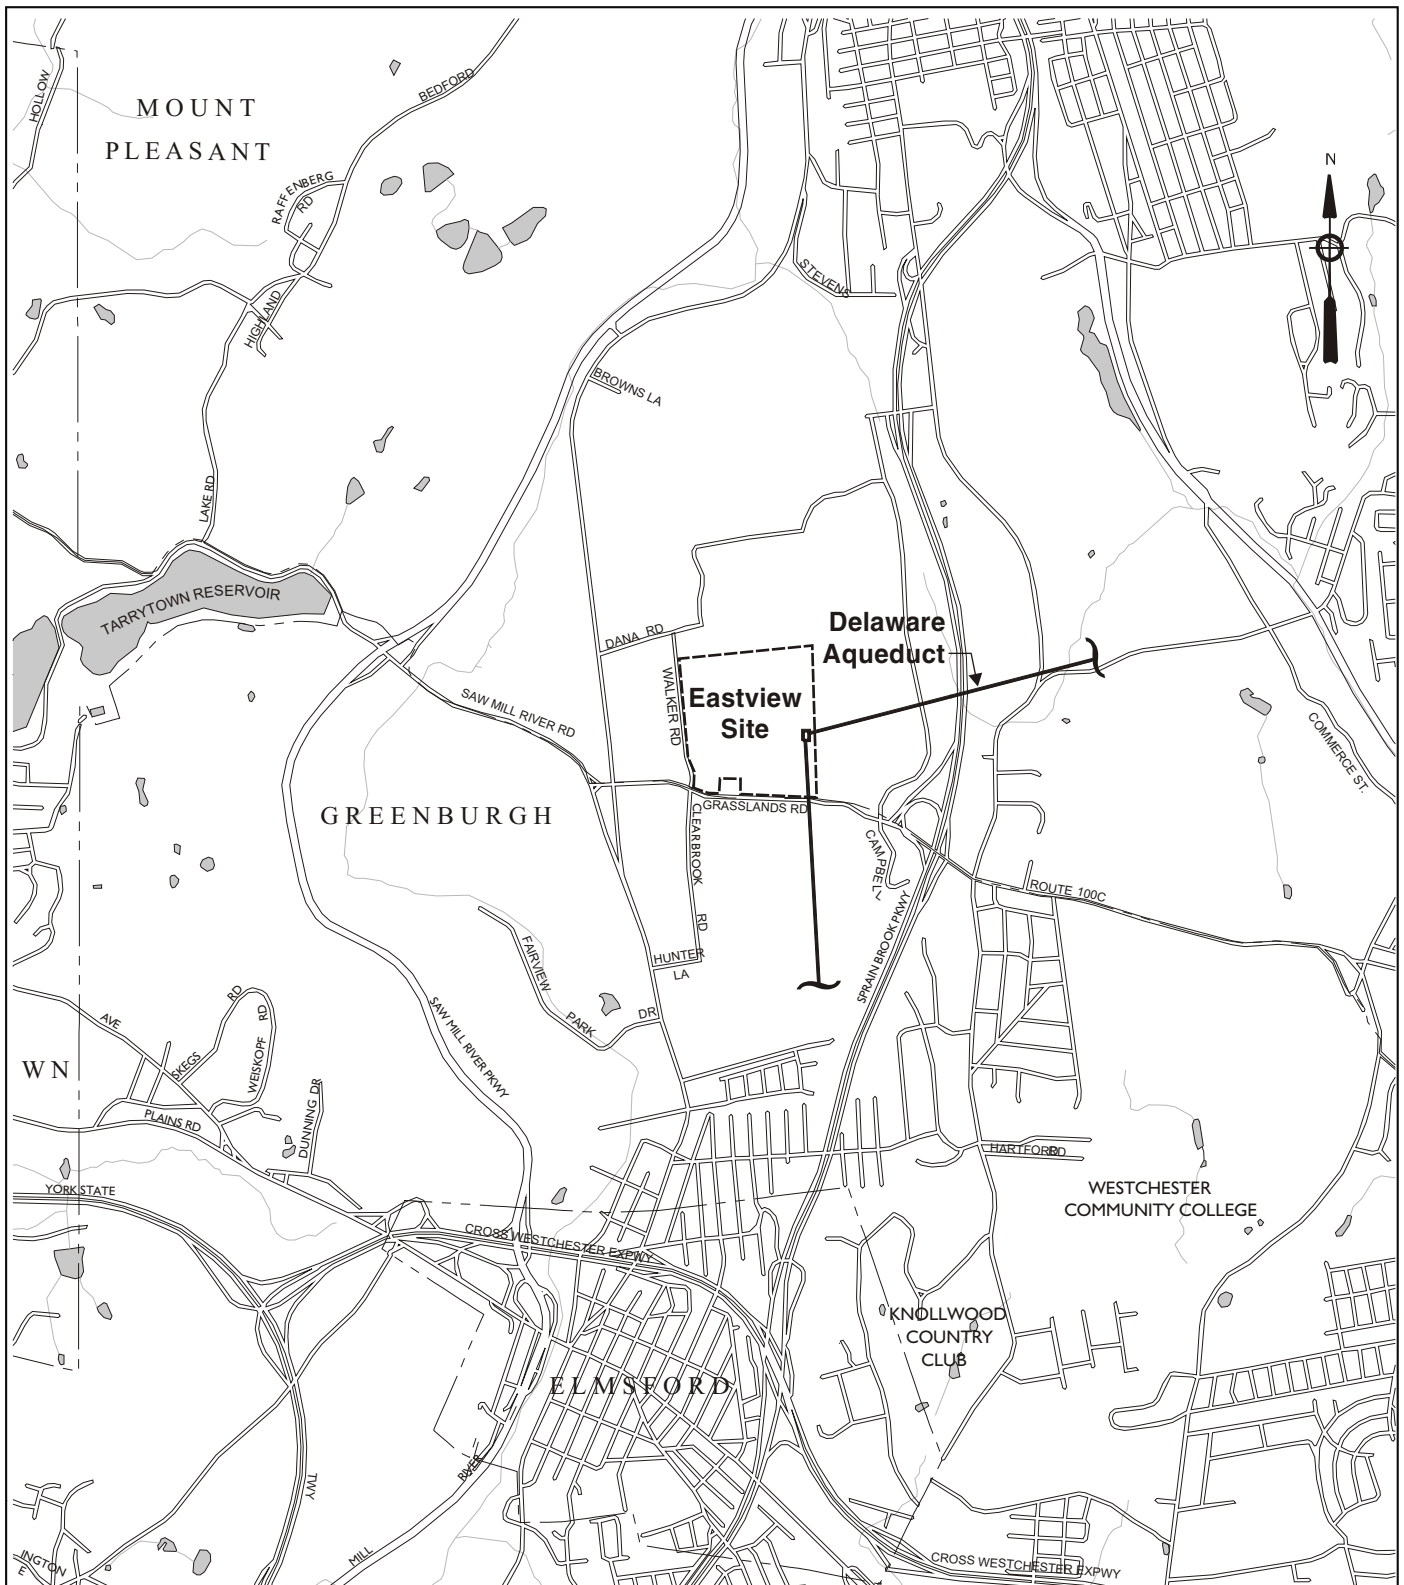 HOLLOW
MOUNT
PLEASANT
BEDFORD
RAFFENBERG
RD
N
STEVENS
HIGHLAND
BROWNS LA
LAKE RD
TARRYTOWN RESERVOIR
DANA RD
Delaware
Aqueduct
WALKER RD
Eastview
Site
SAW MILL RIVER RD
COMMERCE ST.
GREENBURGH
GRASSLANDS RD
CLEARBROOK
RD
CAMPBELL
ROUTE 100C
SPRAIN BROOK PKWY
FAIRVIEW
PARK
DR
HUNTER
LA
SAW MILL RIVER PKWY
AVE
SKEGS
RD
WEISKOPF
RD
WN
PLAINS RD
DUNNING DR
HARTFORD
RD
WESTCHESTER
COMMUNITY COLLEGE
YORK STATE
CROSS WESTCHESTER EXPWY
KNOLLWOOD
COUNTRY
CLUB
ELMSFORD
RIVER
TWY
MILL
INGTON
E
CROSS WESTCHESTER EXPWY